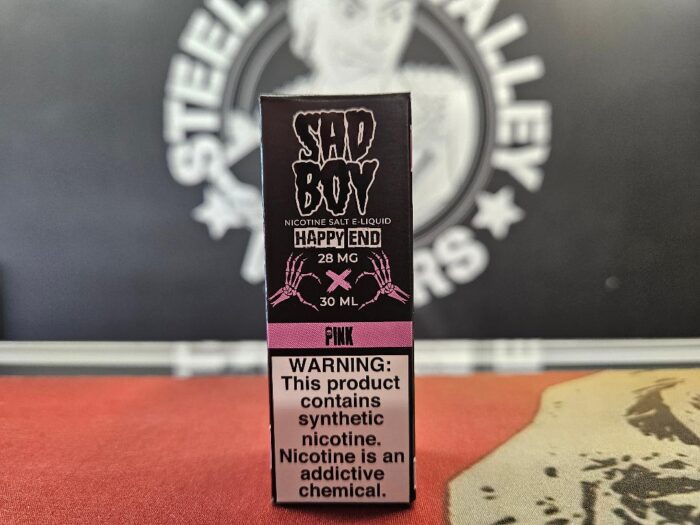 STEEL
VALLEY
SAD
BOY
NICOTINE SALT E-LIQUID
HAPPY END
28 MG
X
30 ML
PINK
WARNING:
This product
contains
synthetic
nicotine.
Nicotine is an
addictive
chemical.